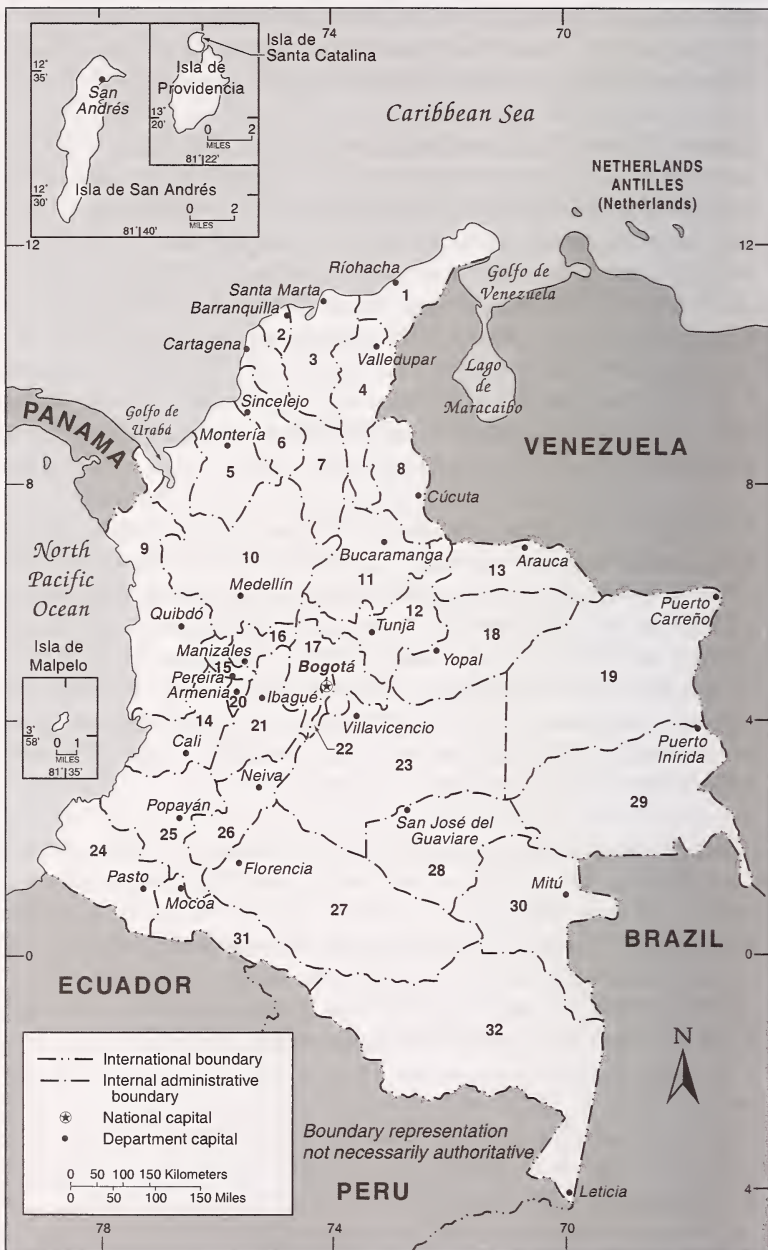 74
70
Isla de
Santa Catalina
12°
35'
San
Andrés
Isla de
Providencia
13°
20'
0 2
MILES
81°|22'
Isla de San Andrés
12°
30'
0 2
MILES
81°|40'
Caribbean Sea
NETHERLANDS
ANTILLES
(Netherlands)
12
12
Ríohacha
Golfo de
Venezuela
Santa Marta
Barranquilla
1
2
3
Cartagena
Valledupar
4
Lago
de
Maracaibo
PANAMA
Golfo de
Urabá
Sincelejo
Montería
5
6
7
8
VENEZUELA
8
8
Cúcuta
North
Pacific
Ocean
9
10
Bucaramanga
11
13
Arauca
Medellín
12
Puerto
Carreño
Quibdó
16
17
Tunja
18
Isla de
Malpelo
Manizales
15
Bogotá
Yopal
19
Pereira
Armenia
20
Ibagué
3°
58'
0 1
MILES
81°|35'
14
21
Villavicencio
4
22
Puerto
Inírida
Cali
23
Neiva
29
Popayán
San José del
Guaviare
24
25
26
28
Florencia
Mitú
Pasto
Mocoa
30
27
BRAZIL
31
0
0
ECUADOR
32
N
International boundary
Internal administrative
boundary
National capital
Department capital
0 50 100 150 Kilometers
0 50 100 150 Miles
Boundary representation
not necessarily authoritative
PERU
Leticia
4
78
74
70